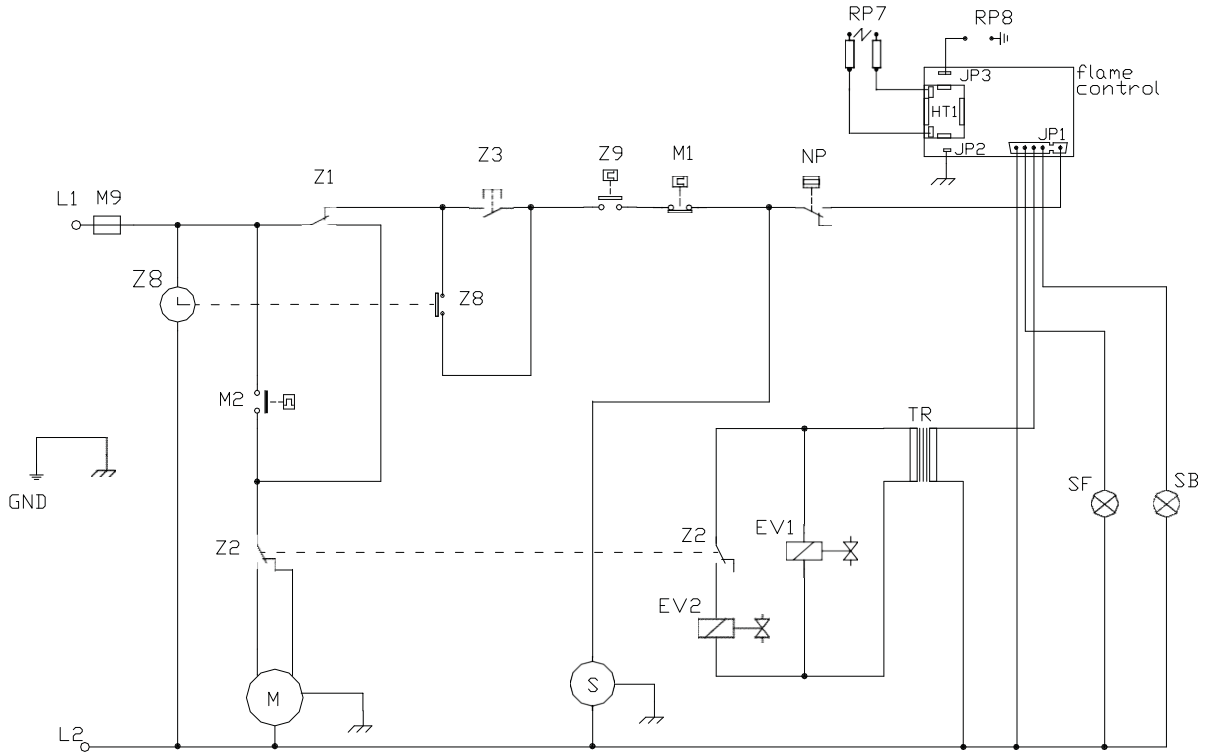 RP7
RP8
JP3
flame
control
HT1
JP1
JP2
Z3
Z9
M1
NP
Z1
L1
M9
Z8
Z8
M2
TR
GND
SF
SB
Z2
Z2
EV1
EV2
M
S
L2